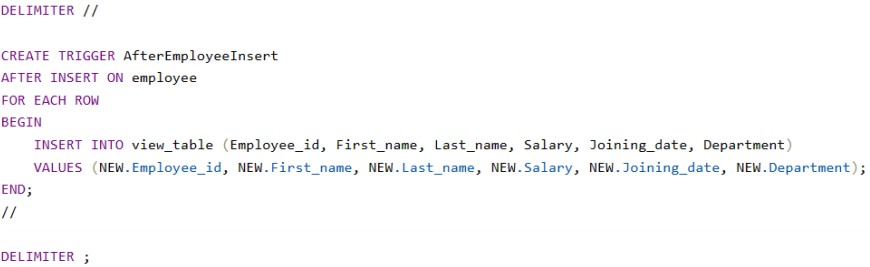 DELIMITER //
CREATE TRIGGER AfterEmployeeInsert
AFTER INSERT ON employee
FOR EACH ROW
BEGIN
INSERT INTO view_table (Employee_id, First_name, Last_name, Salary, Joining_date, Department)
VALUES (NEW.Employee_id, NEW.First_name, NEW.Last_name, NEW.Salary, NEW.Joining_date, NEW.Department);
END;
//
DELIMITER ;